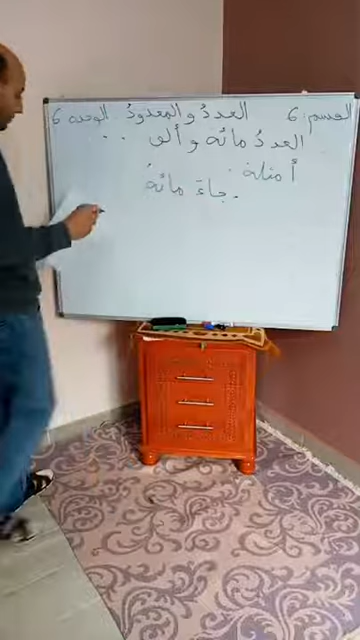 القسم 6 العددُ والمعدودُ الوحدة 6
العددُ مائة وألف . .
أمثلة :
. جاءَ مائةُ